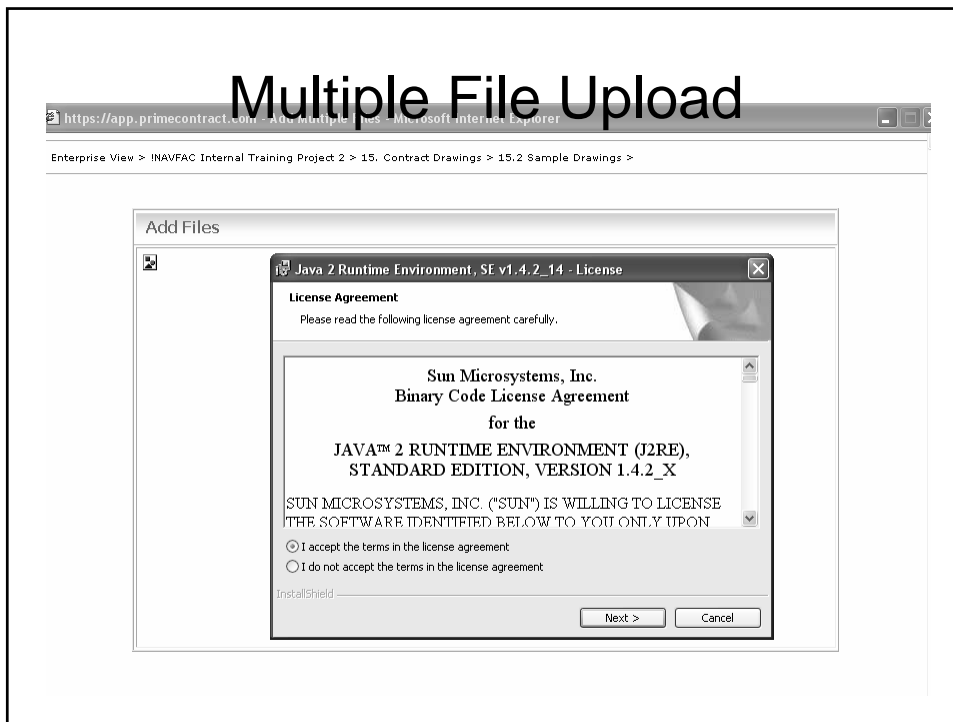 Multiple File Upload
https://app.primecontract.com - Add Multiple Files - Microsoft Internet Explorer
Enterprise View > !NAVFAC Internal Training Project 2 > 15. Contract Drawings > 15.2 Sample Drawings >
Add Files
Java 2 Runtime Environment, SE v1.4.2_14 - License
License Agreement
Please read the following license agreement carefully.
Sun Microsystems, Inc.
Binary Code License Agreement
for the
JAVA™ 2 RUNTIME ENVIRONMENT (J2RE),
STANDARD EDITION, VERSION 1.4.2_X
SUN MICROSYSTEMS, INC. ("SUN") IS WILLING TO LICENSE
THE SOFTWARE IDENTIFIED BELOW TO YOU ONLY UPON
I accept the terms in the license agreement
I do not accept the terms in the license agreement
InstallShield
Next >
Cancel